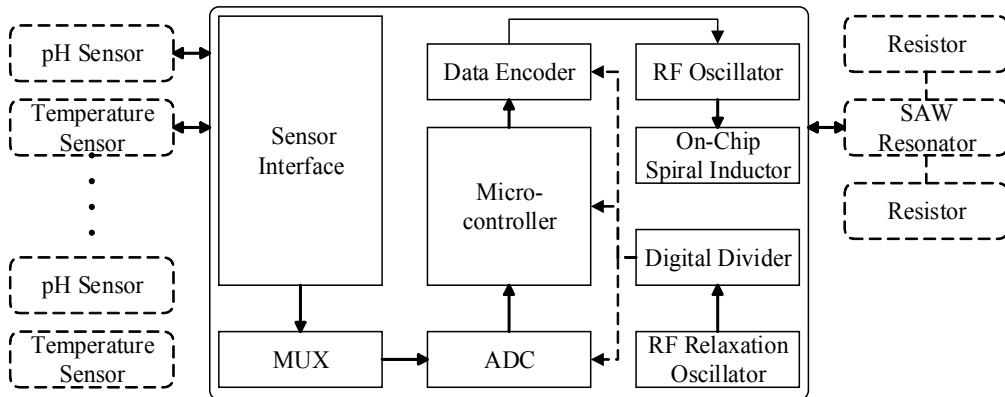 pH Sensor
Temperature
Sensor
pH Sensor
Temperature
Sensor
Sensor
Interface
MUX
Data Encoder
Micro-
controller
ADC
RF Oscillator
On-Chip
Spiral Inductor
Digital Divider
RF Relaxation
Oscillator
Resistor
SAW
Resonator
Resistor